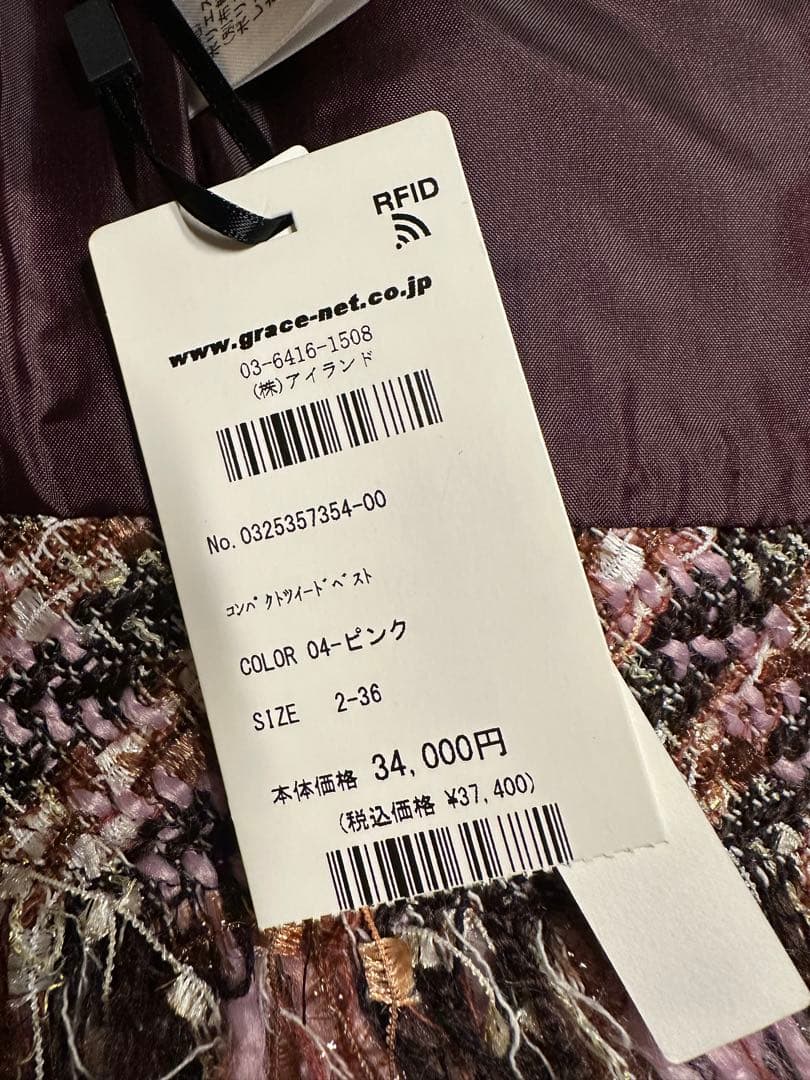 RFID
www.grace-net.co.jp
03-6416-1508
(株)アイランド
No. 0325357354-00
ｺﾝﾊﾟｸﾄﾂｲｰﾄﾞﾍﾞｽﾄ
COLOR 04-ピンク
SIZE 2-36
本体価格 34,000円
(税込価格 ¥37,400)